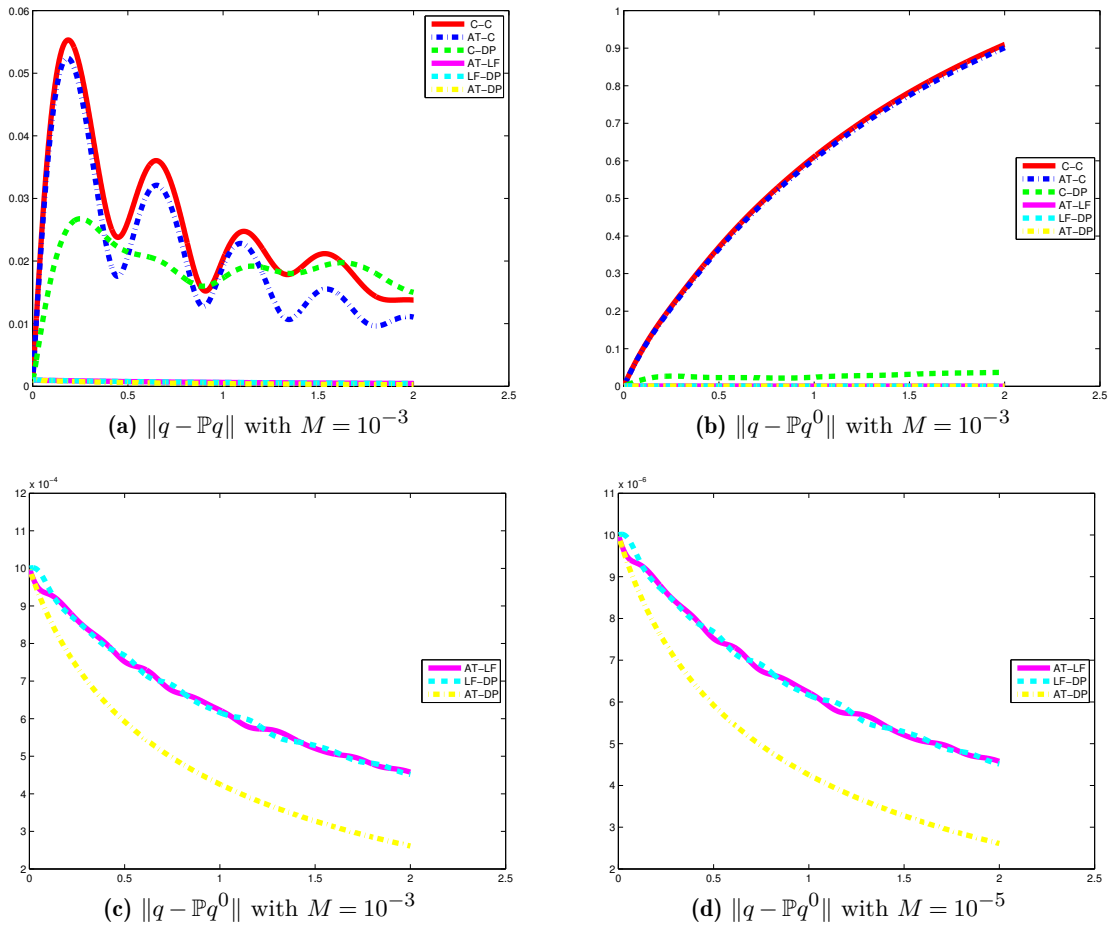 0.06
0.05
0.04
0.03
0.02
0.01
0
0
0.5
1
1.5
2
2.5
C−C
AT−C
C−DP
AT−LF
LF−DP
AT−DP
(a) ‖q − ℙq‖ with M = 10⁻³
1
0.9
0.8
0.7
0.6
0.5
0.4
0.3
0.2
0.1
0
0
0.5
1
1.5
2
2.5
C−C
AT−C
C−DP
AT−LF
LF−DP
AT−DP
(b) ‖q − ℙq⁰‖ with M = 10⁻³
x 10⁻⁴
12
11
10
9
8
7
6
5
4
3
2
0
0.5
1
1.5
2
2.5
AT−LF
LF−DP
AT−DP
(c) ‖q − ℙq⁰‖ with M = 10⁻³
x 10⁻⁶
11
10
9
8
7
6
5
4
3
2
0
0.5
1
1.5
2
2.5
AT−LF
LF−DP
AT−DP
(d) ‖q − ℙq⁰‖ with M = 10⁻⁵